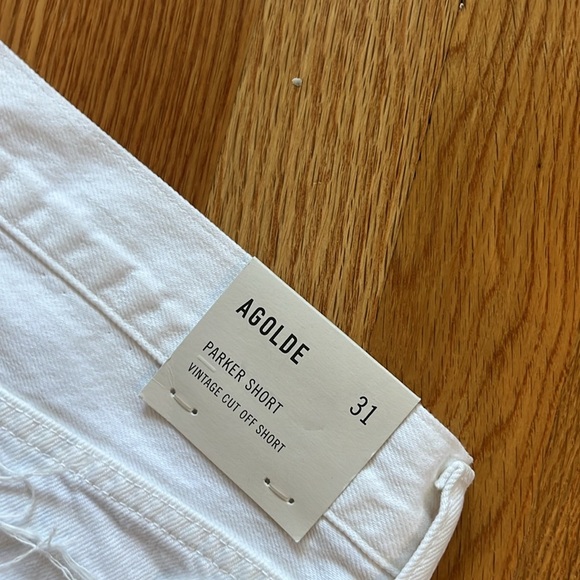 AGOLDE
PARKER SHORT
VINTAGE CUT OFF SHORT
31